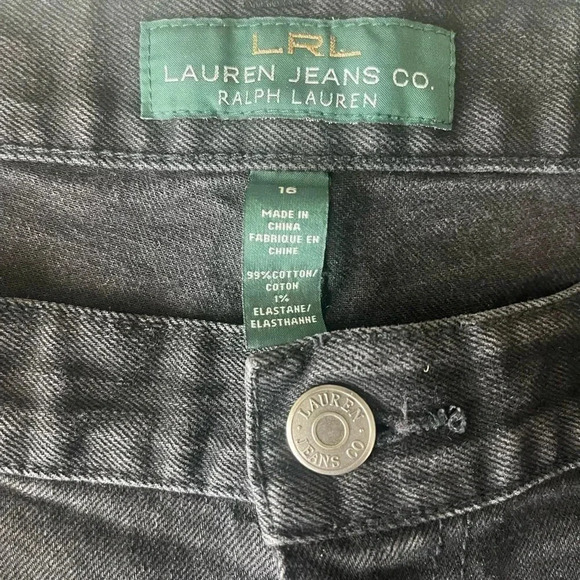 LRL
LAUREN JEANS CO.
RALPH LAUREN
16
MADE IN
CHINA
FABRIQUE EN
CHINE
99% COTTON/
COTON
1%
ELASTANE/
ELASTHANNE
LAUREN
JEANS CO